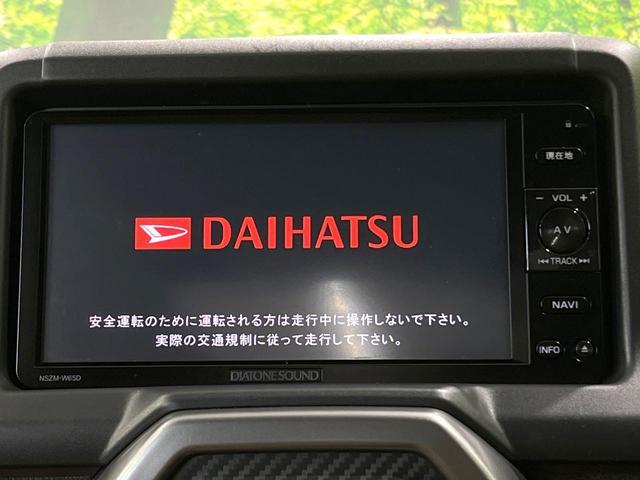 現在地
− VOL +
AV
⏮ TRACK ⏭
DAIHATSU
NAVI
安全運転のために運転される方は走行中に操作しないで下さい。
実際の交通規制に従って走行して下さい。
INFO
NSZM-W65D
DIATONE SOUND